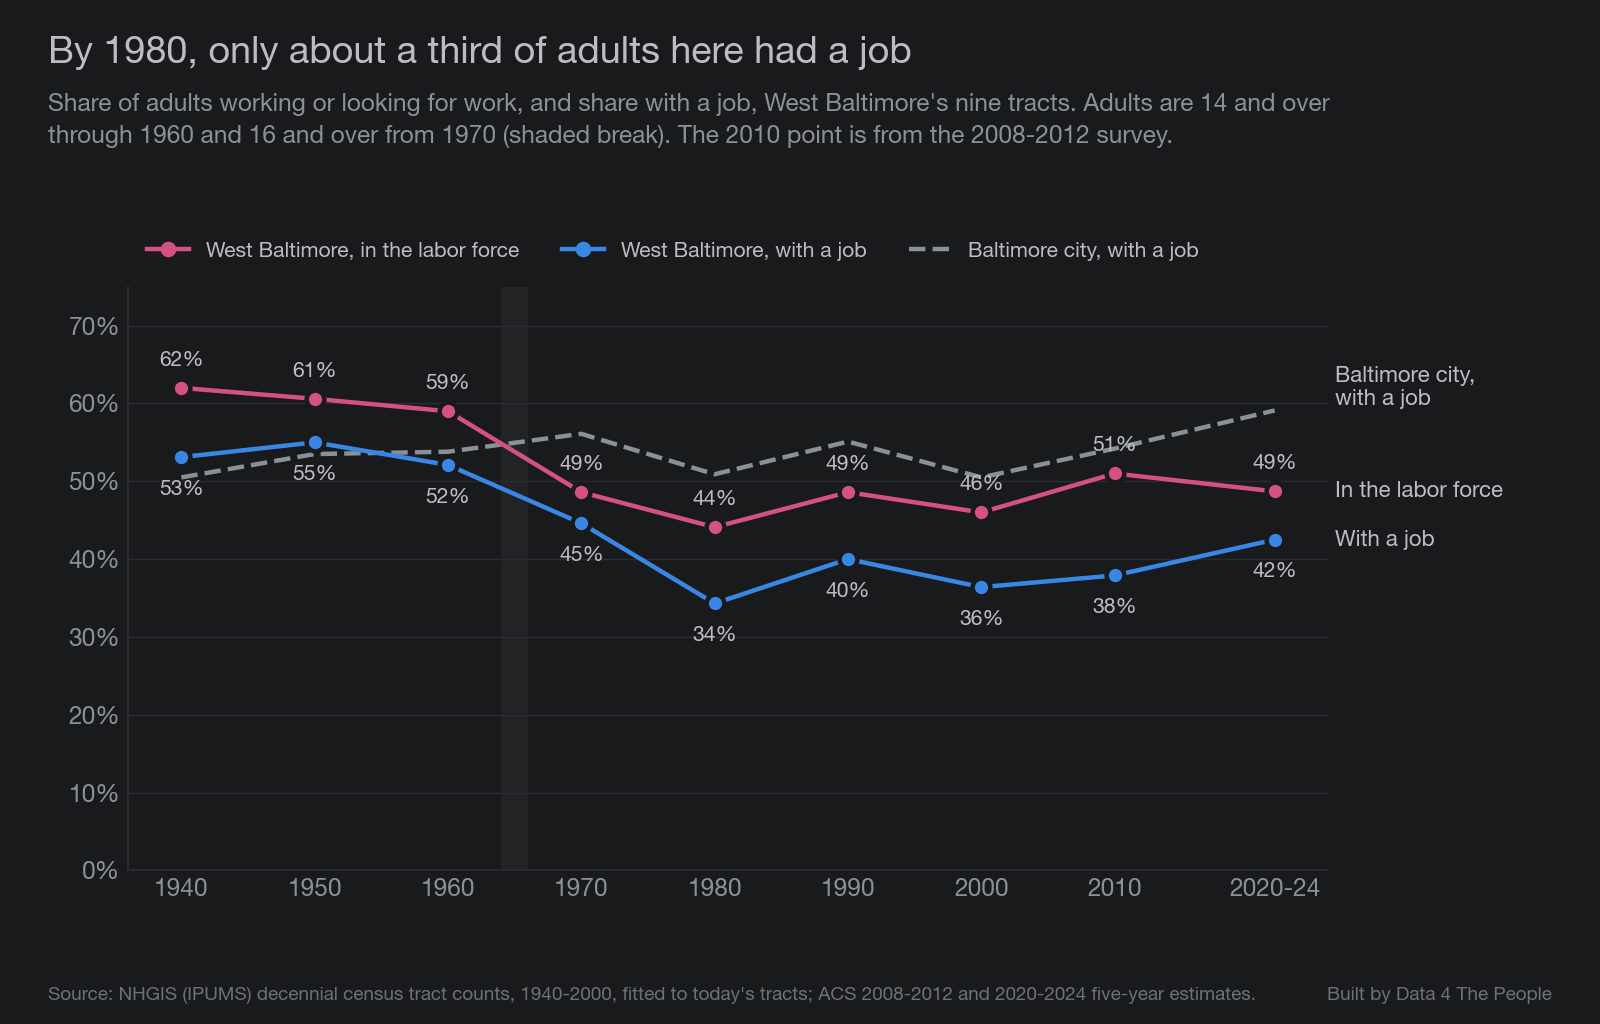 By 1980, only about a third of adults here had a job
Share of adults working or looking for work, and share with a job, West Baltimore's nine tracts. Adults are 14 and over
through 1960 and 16 and over from 1970 (shaded break). The 2010 point is from the 2008-2012 survey.
West Baltimore, in the labor force
West Baltimore, with a job
Baltimore city, with a job
70%
60%
50%
40%
30%
20%
10%
0%
62%
61%
59%
49%
44%
49%
46%
51%
49%
53%
55%
52%
45%
34%
40%
36%
38%
42%
Baltimore city,
with a job
In the labor force
With a job
1940
1950
1960
1970
1980
1990
2000
2010
2020-24
Source: NHGIS (IPUMS) decennial census tract counts, 1940-2000, fitted to today's tracts; ACS 2008-2012 and 2020-2024 five-year estimates.
Built by Data 4 The People